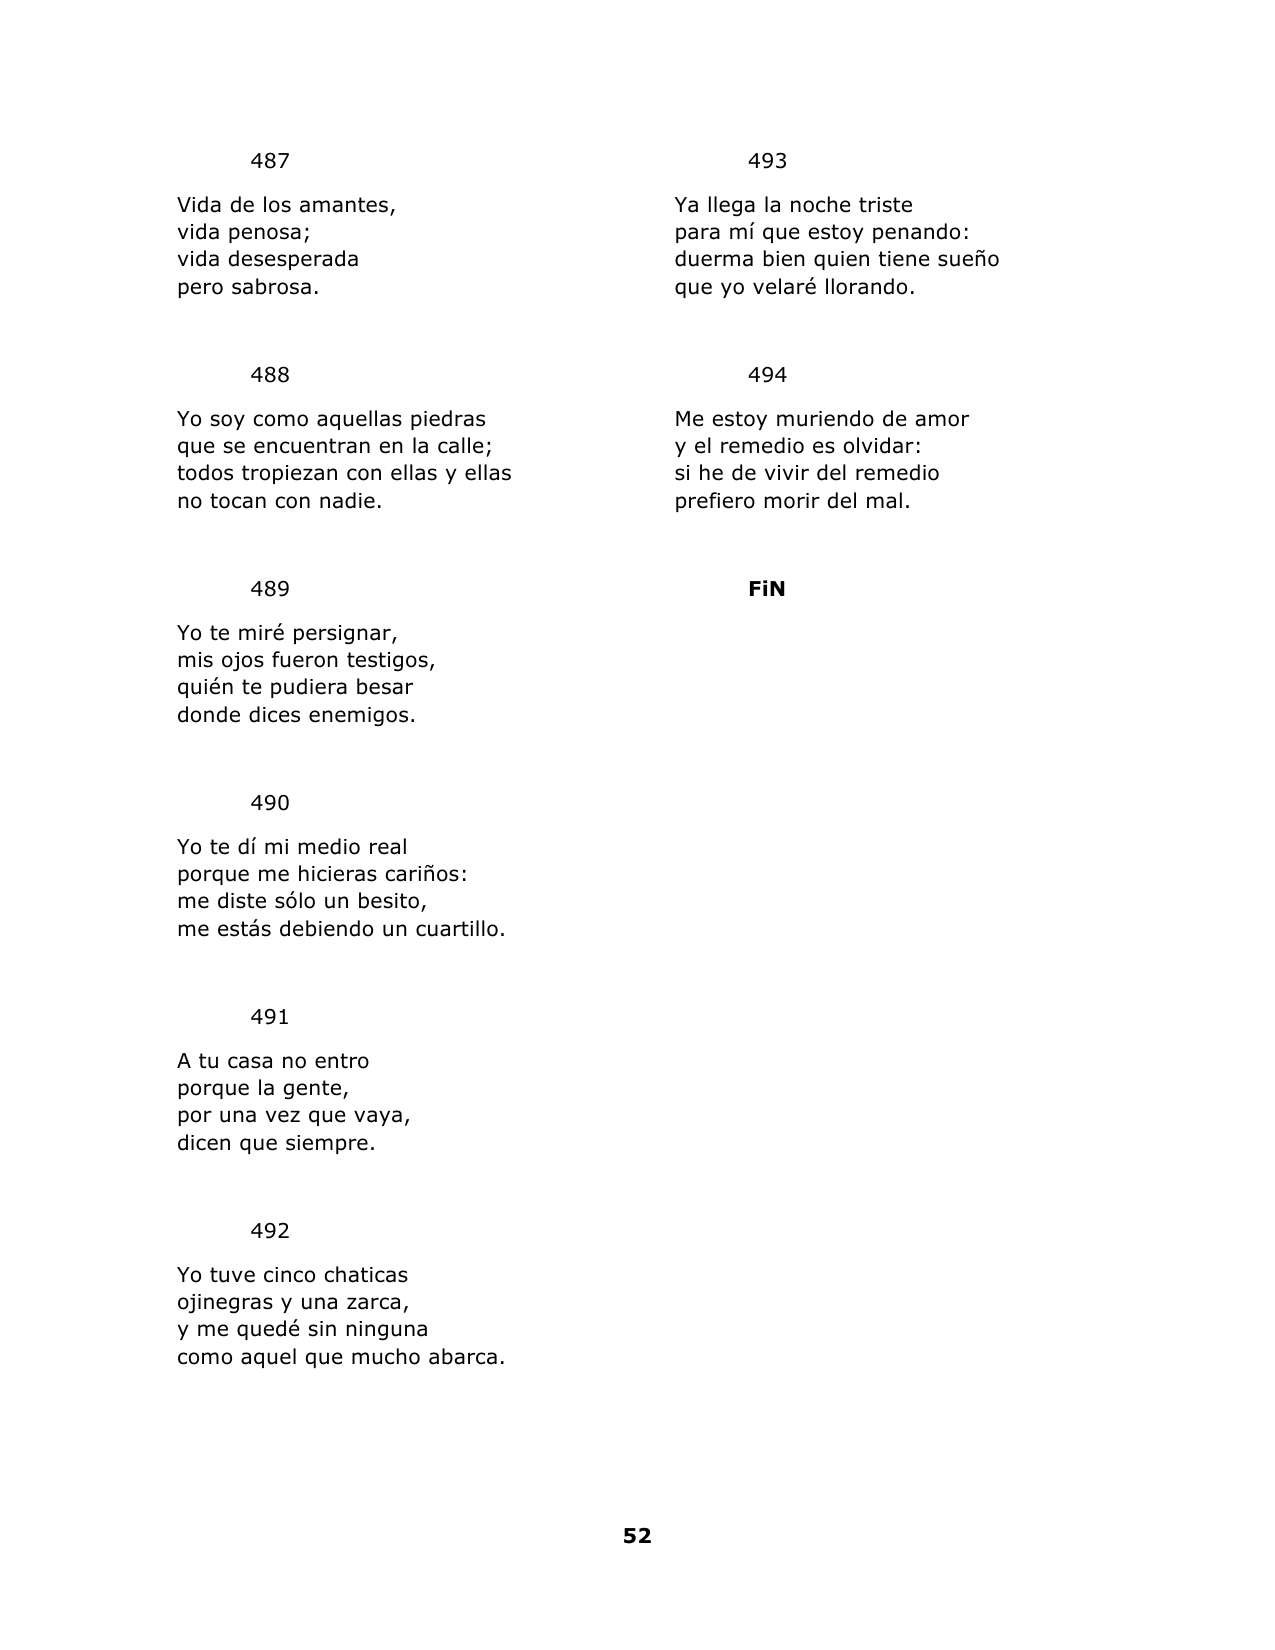 487
Vida de los amantes,
vida penosa;
vida desesperada
pero sabrosa.
488
Yo soy como aquellas piedras
que se encuentran en la calle;
todos tropiezan con ellas y ellas
no tocan con nadie.
489
Yo te miré persignar,
mis ojos fueron testigos,
quién te pudiera besar
donde dices enemigos.
490
Yo te dí mi medio real
porque me hicieras cariños:
me diste sólo un besito,
me estás debiendo un cuartillo.
491
A tu casa no entro
porque la gente,
por una vez que vaya,
dicen que siempre.
492
Yo tuve cinco chaticas
ojinegras y una zarca,
y me quedé sin ninguna
como aquel que mucho abarca.
493
Ya llega la noche triste
para mí que estoy penando:
duerma bien quien tiene sueño
que yo velaré llorando.
494
Me estoy muriendo de amor
y el remedio es olvidar:
si he de vivir del remedio
prefiero morir del mal.
FiN
52